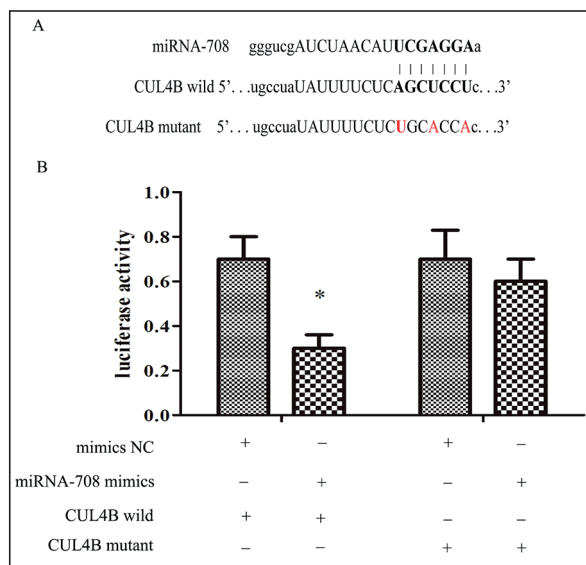 A
miRNA-708 gggucgAUCUAACAUUCGAGGAa
| | | | | | |
CUL4B wild 5’. . . ugccuaUAUUUUCUCAGCUCCUc. . .3’
CUL4B mutant 5’. . . ugccuaUAUUUUCUCUGCACCAc. . .3’
B
luciferase activity
1.0
0.8
0.6
0.4
0.2
0.0
*
mimics NC + − + −
miRNA-708 mimics − + − +
CUL4B wild + + − −
CUL4B mutant − − + +